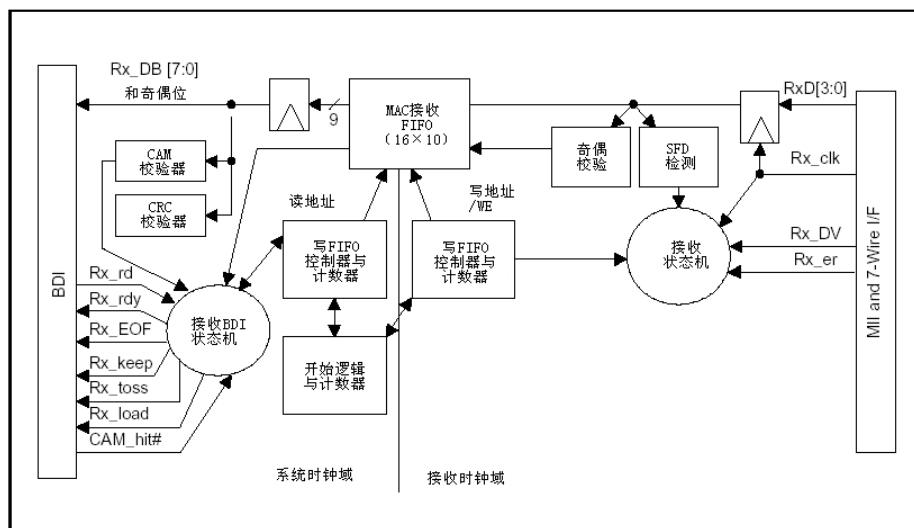 Rx_DB [7:0]
和奇偶位
9
MAC接收
FIFO
(16×10)
RxD[3:0]
奇偶
校验
SFD
检测
Rx_clk
CAM
校验器
CRC
校验器
读地址
写地址
/WE
写FIFO
控制器与
计数器
写FIFO
控制器与
计数器
接收
状态机
Rx_DV
Rx_er
MII and 7-Wire I/F
BDI
Rx_rd
Rx_rdy
Rx_EOF
Rx_keep
Rx_toss
Rx_load
CAM_hit#
接收BDI
状态机
开始逻辑
与计数器
系统时钟域
接收时钟域